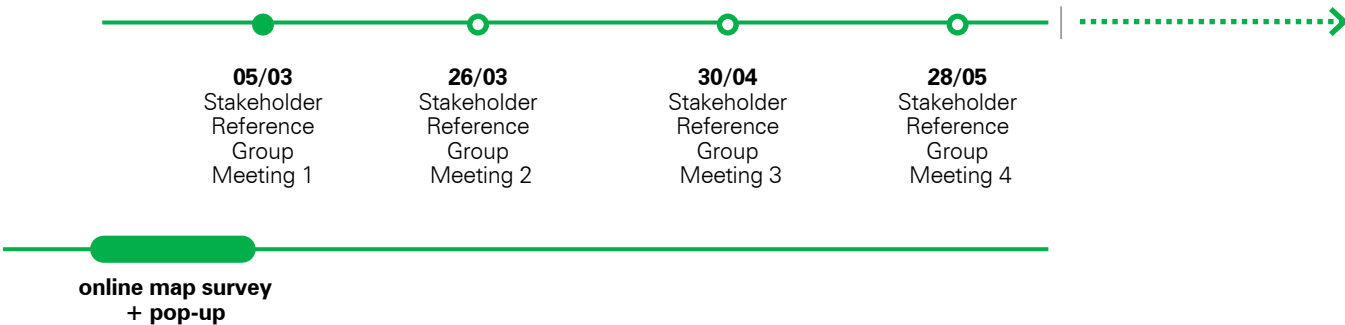 05/03
Stakeholder
Reference
Group
Meeting 1
26/03
Stakeholder
Reference
Group
Meeting 2
30/04
Stakeholder
Reference
Group
Meeting 3
28/05
Stakeholder
Reference
Group
Meeting 4
online map survey
+ pop-up